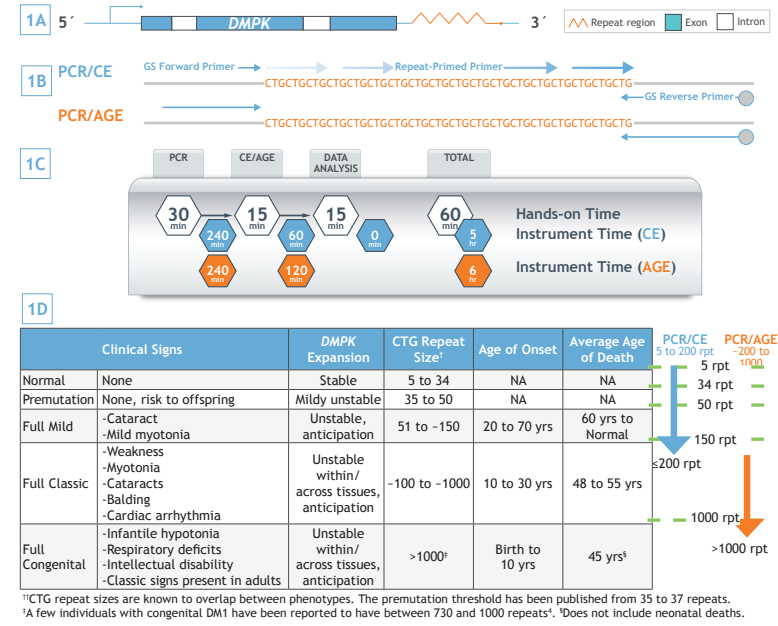 1A 5´ DMPK 3´ Repeat region Exon Intron
1B PCR/CE GS Forward Primer Repeat-Primed Primer
CTGCTGCTGCTGCTGCTGCTGCTGCTGCTGCTGCTGCTGCTGCTGCTGCTG
GS Reverse Primer
PCR/AGE
CTGCTGCTGCTGCTGCTGCTGCTGCTGCTGCTGCTGCTGCTGCTGCTGCTG
1C
PCR CE/AGE DATA TOTAL
ANALYSIS
30 min 15 min 15 min 60 min Hands-on Time
240 min 60 min 0 min 5 hr Instrument Time (CE)
240 min 120 min 6 hr Instrument Time (AGE)
1D
Clinical Signs DMPK Expansion CTG Repeat Size† Age of Onset Average Age of Death
Normal None Stable 5 to 34 NA NA
Premutation None, risk to offspring Mildy unstable 35 to 50 NA NA
Full Mild -Cataract
-Mild myotonia
Unstable, anticipation 51 to ~150 20 to 70 yrs 60 yrs to Normal
Full Classic -Weakness
-Myotonia
-Cataracts
-Balding
-Cardiac arrhythmia
Unstable within/ across tissues, anticipation ~100 to ~1000 10 to 30 yrs 48 to 55 yrs
Full Congenital -Infantile hypotonia
-Respiratory deficits
-Intellectual disability
-Classic signs present in adults
Unstable within/ across tissues, anticipation >1000‡ Birth to 10 yrs 45 yrs§
PCR/CE PCR/AGE
5 to 200 rpt ~200 to
1000
5 rpt
34 rpt
50 rpt
150 rpt
≤200 rpt
1000 rpt
>1000 rpt
††CTG repeat sizes are known to overlap between phenotypes. The premutation threshold has been published from 35 to 37 repeats.
‡A few individuals with congenital DM1 have been reported to have between 730 and 1000 repeats⁴. §Does not include neonatal deaths.